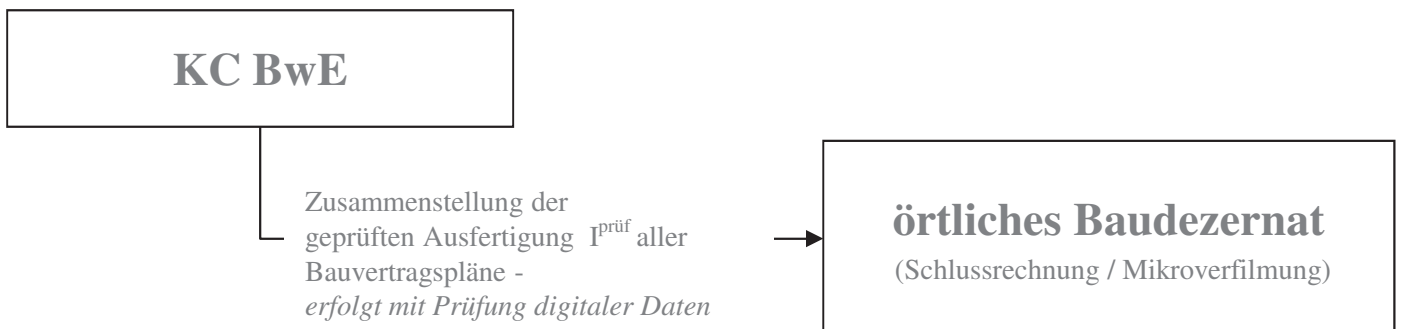 KC BwE
Zusammenstellung der
geprüften Ausfertigung I^prüf aller
Bauvertragspläne -
erfolgt mit Prüfung digitaler Daten
örtliches Baudezernat
(Schlussrechnung / Mikroverfilmung)